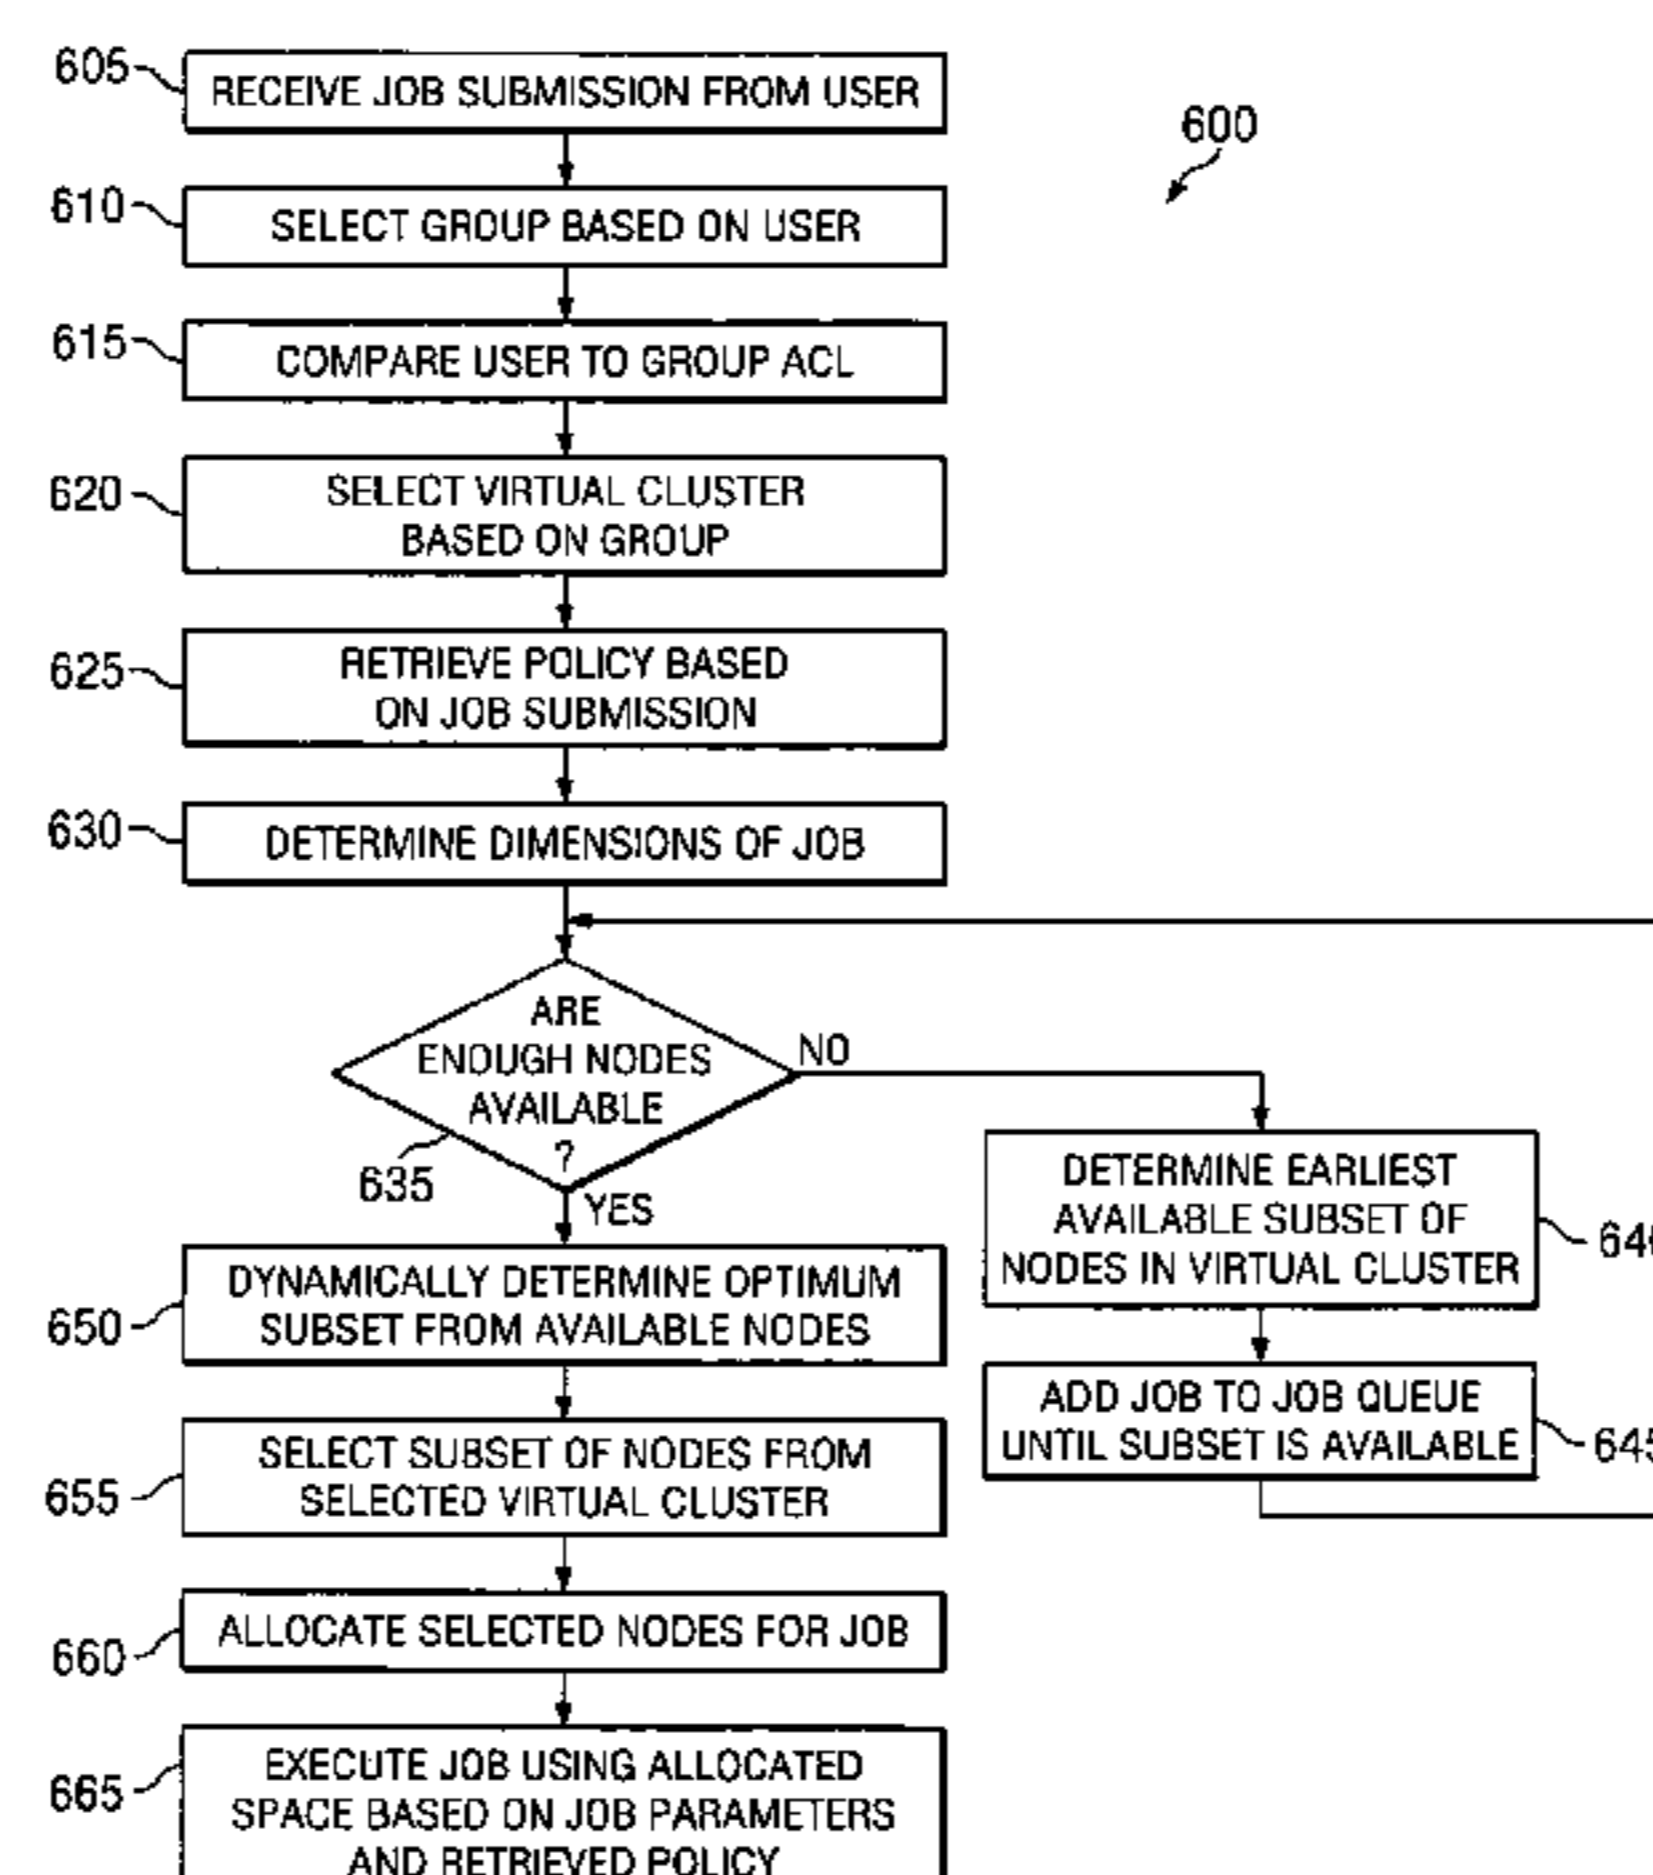 605
RECEIVE JOB SUBMISSION FROM USER
600
610
SELECT GROUP BASED ON USER
615
COMPARE USER TO GROUP ACL
620
SELECT VIRTUAL CLUSTER
BASED ON GROUP
625
RETRIEVE POLICY BASED
ON JOB SUBMISSION
630
DETERMINE DIMENSIONS OF JOB
ARE
ENOUGH NODES
AVAILABLE
?
635
NO
YES
DETERMINE EARLIEST
AVAILABLE SUBSET OF
NODES IN VIRTUAL CLUSTER
640
ADD JOB TO JOB QUEUE
UNTIL SUBSET IS AVAILABLE
645
650
DYNAMICALLY DETERMINE OPTIMUM
SUBSET FROM AVAILABLE NODES
655
SELECT SUBSET OF NODES FROM
SELECTED VIRTUAL CLUSTER
660
ALLOCATE SELECTED NODES FOR JOB
665
EXECUTE JOB USING ALLOCATED
SPACE BASED ON JOB PARAMETERS
AND RETRIEVED POLICY